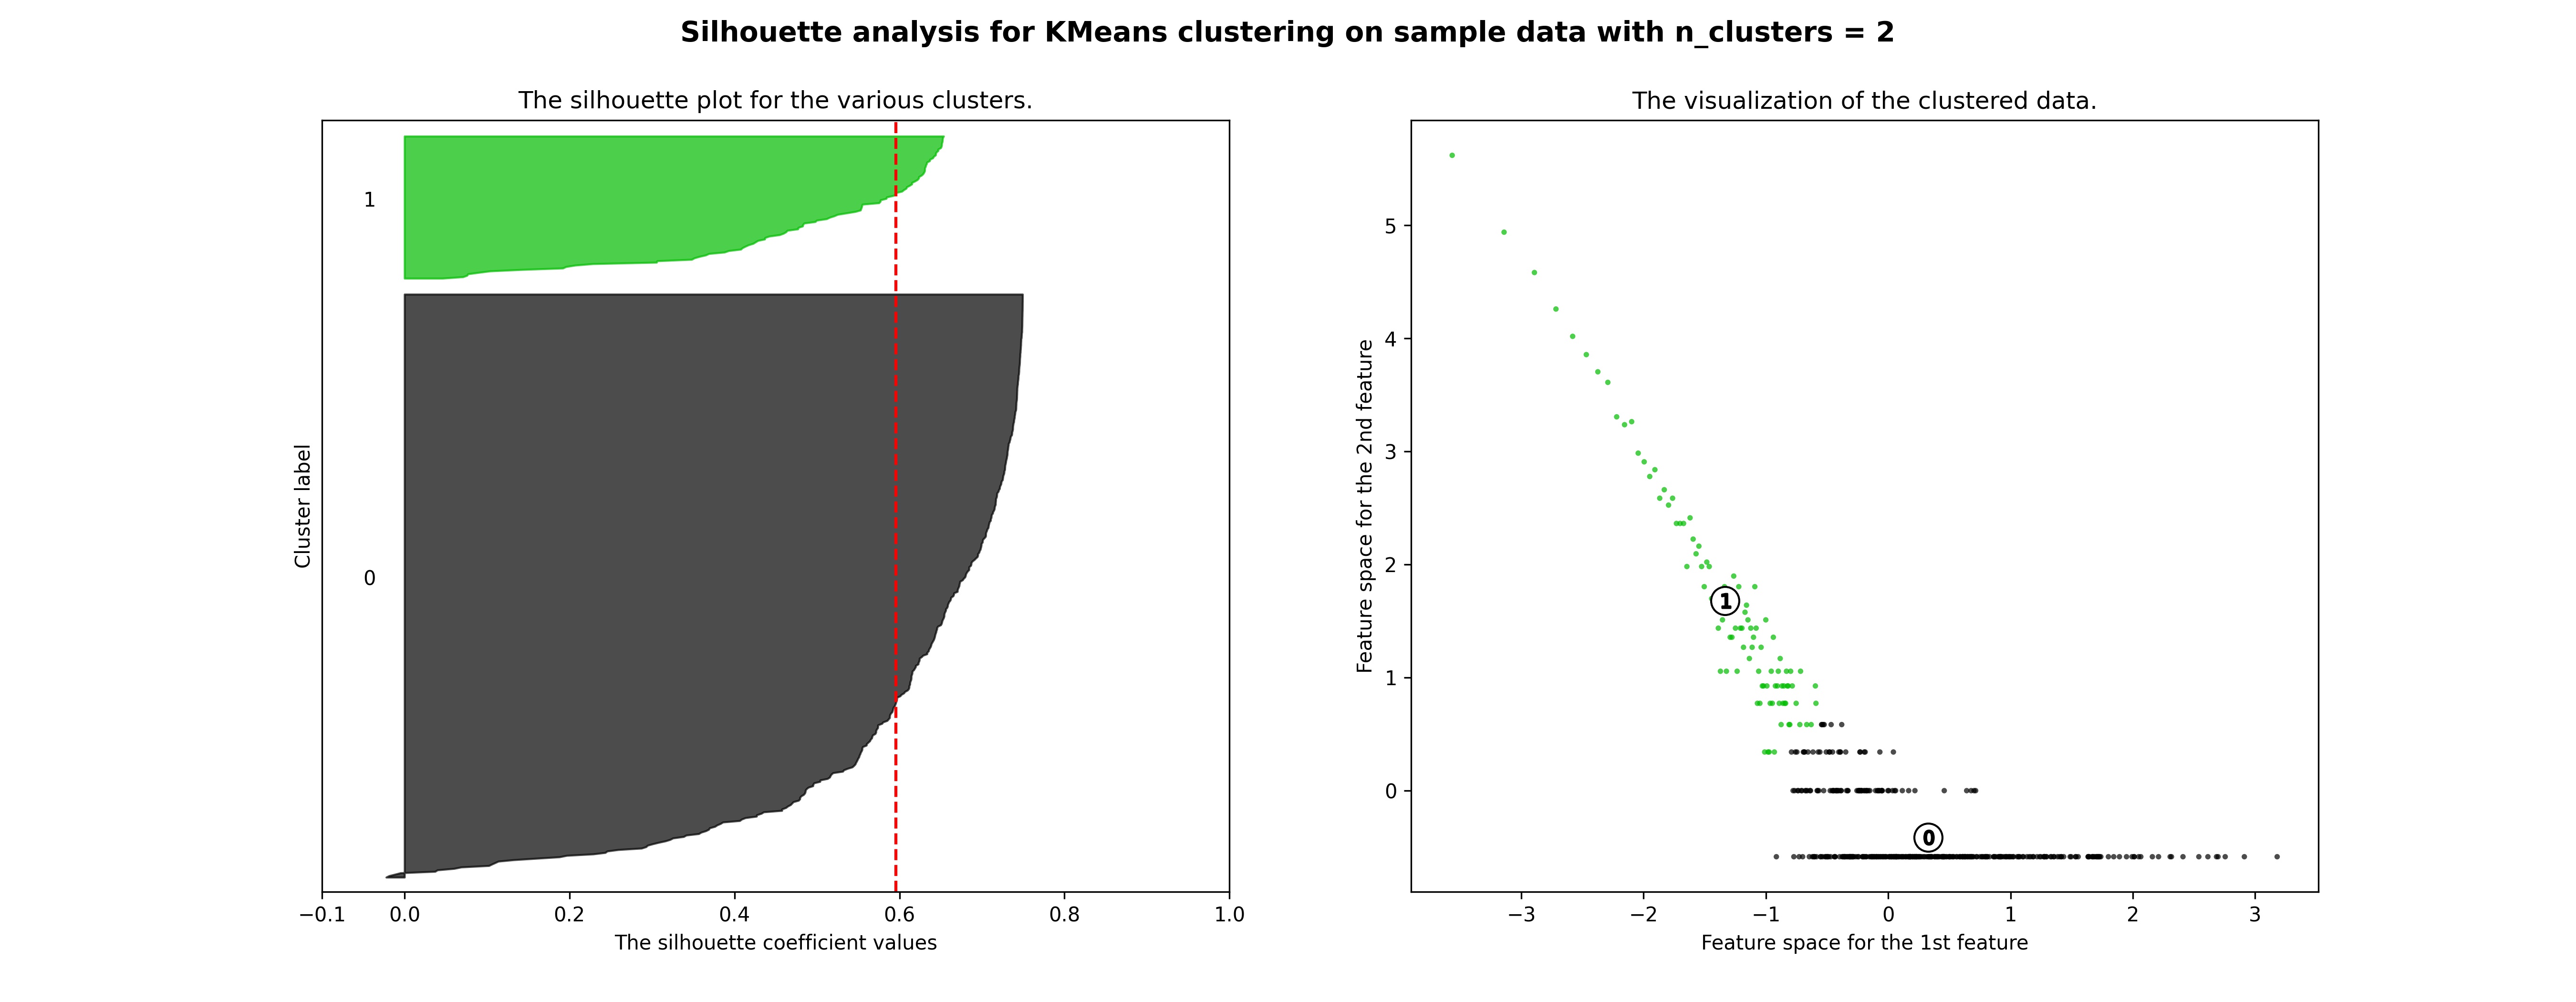 Silhouette analysis for KMeans clustering on sample data with n_clusters = 2
The silhouette plot for the various clusters.
1
0
Cluster label
−0.1 0.0 0.2 0.4 0.6 0.8 1.0
The silhouette coefficient values
The visualization of the clustered data.
5
4
3
2
1
0
Feature space for the 2nd feature
1
0
−3 −2 −1 0 1 2 3
Feature space for the 1st feature